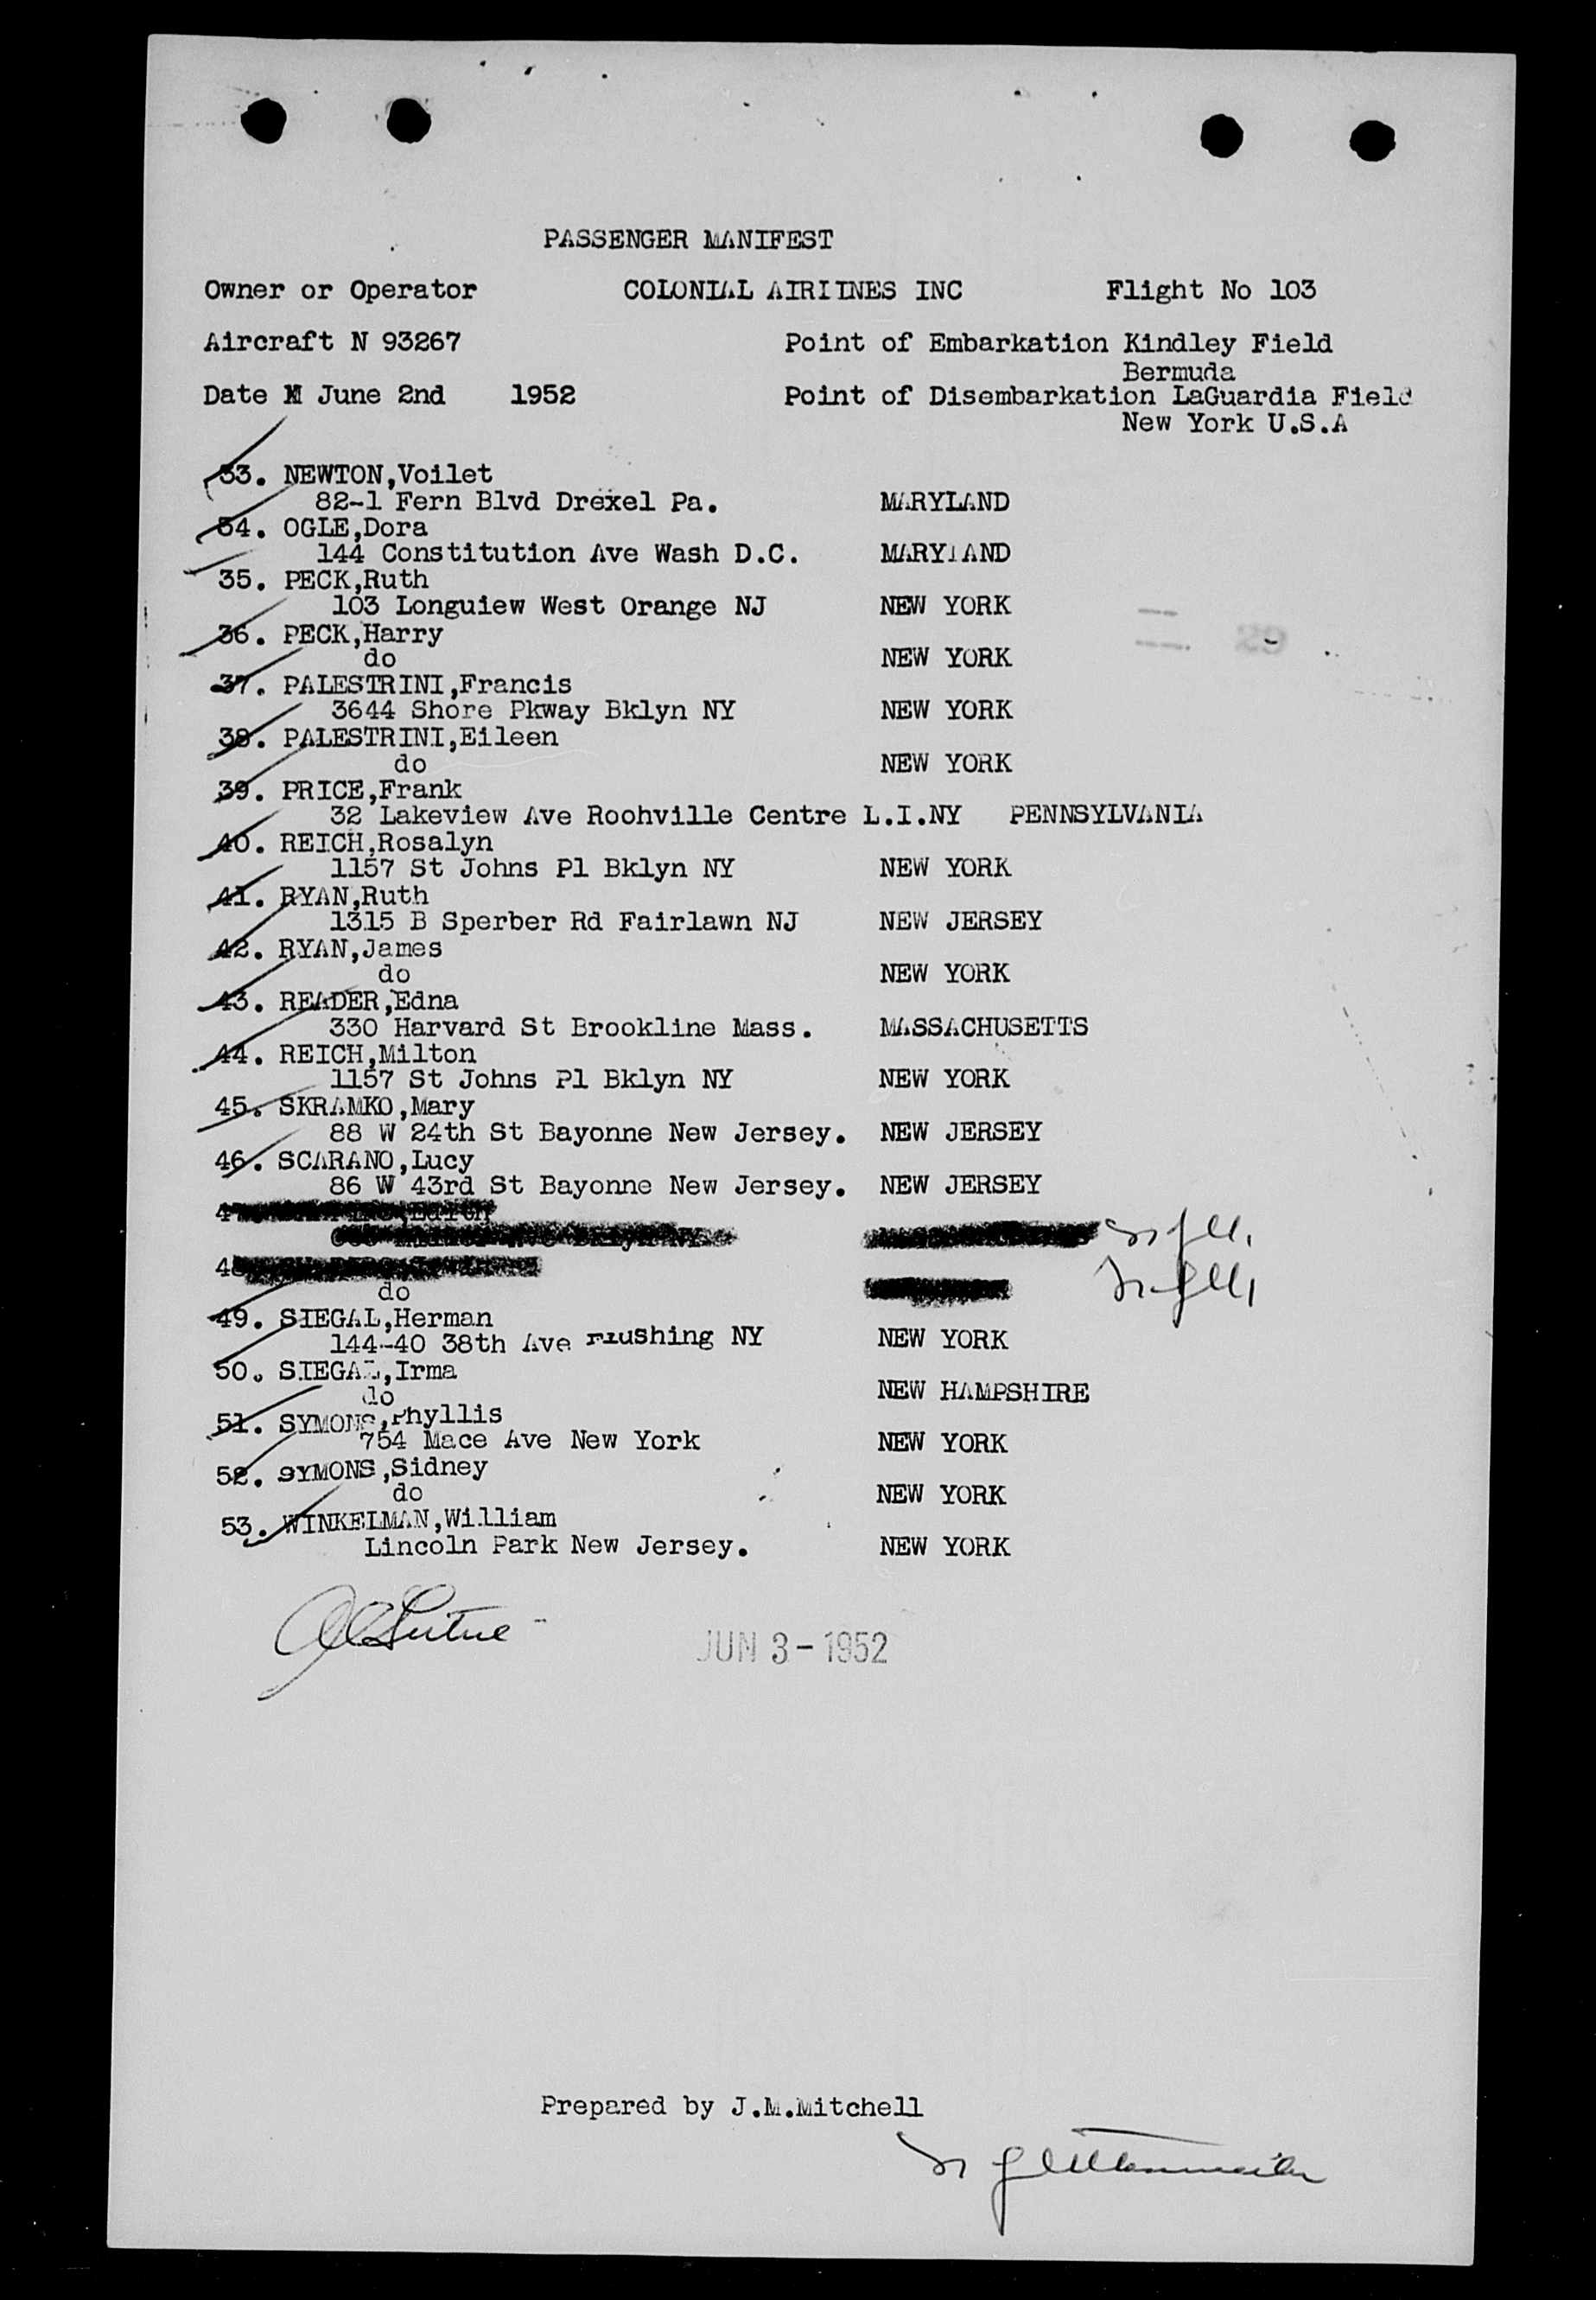 PASSENGER MANIFEST
Owner or Operator COLONIAL AIRLINES INC Flight No 103
Aircraft N 93267 Point of Embarkation Kindley Field
Bermuda
Date June 2nd 1952 Point of Disembarkation LaGuardia Field
New York U.S.A
33. NEWTON,Voilet
82-1 Fern Blvd Drexel Pa. MARYLAND
34. OGLE,Dora
144 Constitution Ave Wash D.C. MARYLAND
35. PECK,Ruth
103 Longuiew West Orange NJ NEW YORK
36. PECK,Harry
do NEW YORK
37. PALESTRINI,Francis
3644 Shore Pkway Bklyn NY NEW YORK
38. PALESTRINI,Eileen
do NEW YORK
39. PRICE,Frank
32 Lakeview Ave Roohville Centre L.I.NY PENNSYLVANIA
40. REICH,Rosalyn
1157 St Johns Pl Bklyn NY NEW YORK
41. RYAN,Ruth
1315 B Sperber Rd Fairlawn NJ NEW JERSEY
42. RYAN,James
do NEW YORK
43. READER,Edna
330 Harvard St Brookline Mass. MASSACHUSETTS
44. REICH,Milton
1157 St Johns Pl Bklyn NY NEW YORK
45. SKRAMKO,Mary
88 W 24th St Bayonne New Jersey. NEW JERSEY
46. SCARANO,Lucy
86 W 43rd St Bayonne New Jersey. NEW JERSEY
do
49. SIEGAL,Herman
144-40 38th Ave Flushing NY NEW YORK
50. SIEGAL,Irma
do NEW HAMPSHIRE
51. SYMONS,Phyllis
754 Mace Ave New York NEW YORK
52. SYMONS,Sidney
do NEW YORK
53. WINKELMAN,William
Lincoln Park New Jersey. NEW YORK
JUN 3-1952
Prepared by J.M.Mitchell